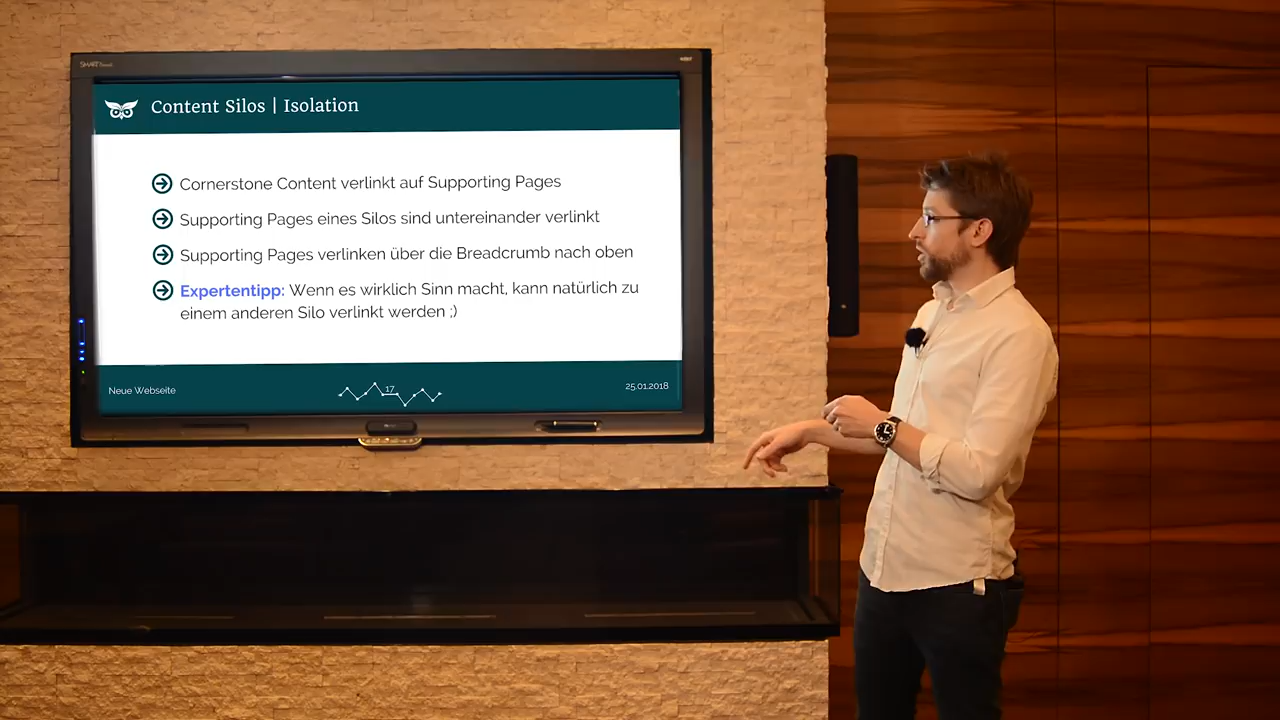 SMART Board
Content Silos | Isolation
Cornerstone Content verlinkt auf Supporting Pages
Supporting Pages eines Silos sind untereinander verlinkt
Supporting Pages verlinken über die Breadcrumb nach oben
Expertentipp: Wenn es wirklich Sinn macht, kann natürlich zu
einem anderen Silo verlinkt werden ;)
Neue Webseite
17
25.01.2018